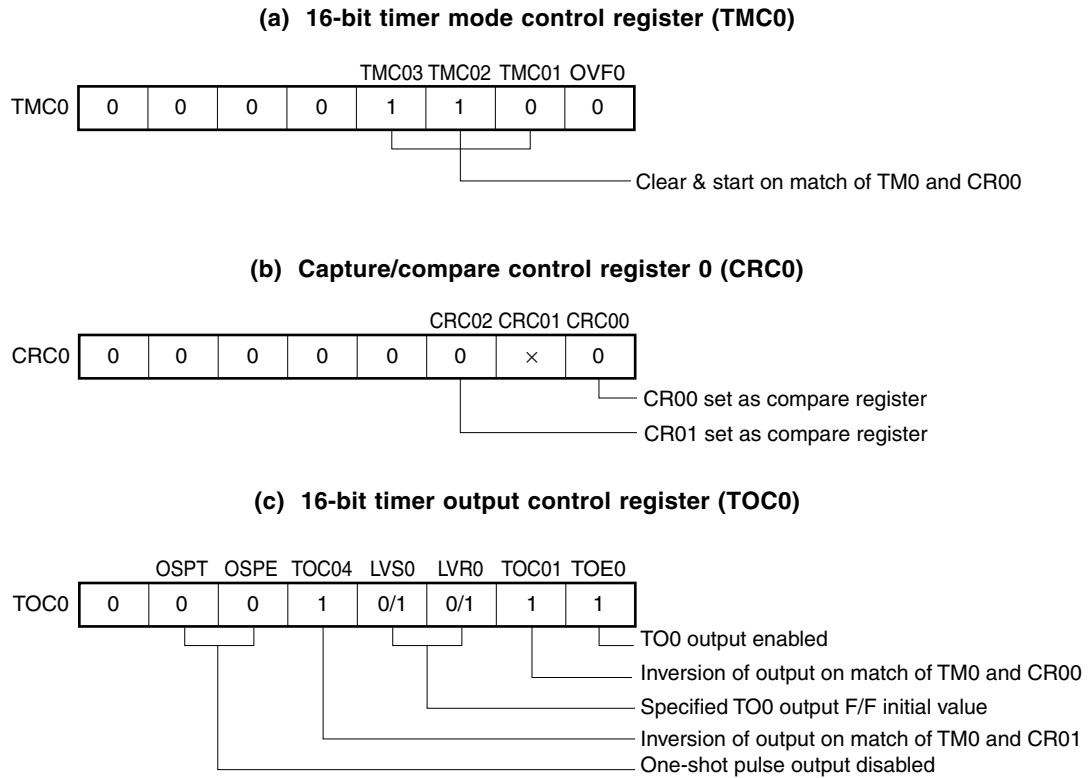 (a) 16-bit timer mode control register (TMC0)
TMC03 TMC02 TMC01 OVF0
TMC0 0 0 0 0 1 1 0 0
Clear & start on match of TM0 and CR00
(b) Capture/compare control register 0 (CRC0)
CRC02 CRC01 CRC00
CRC0 0 0 0 0 0 0 × 0
CR00 set as compare register
CR01 set as compare register
(c) 16-bit timer output control register (TOC0)
OSPT OSPE TOC04 LVS0 LVR0 TOC01 TOE0
TOC0 0 0 0 1 0/1 0/1 1 1
TO0 output enabled
Inversion of output on match of TM0 and CR00
Specified TO0 output F/F initial value
Inversion of output on match of TM0 and CR01
One-shot pulse output disabled